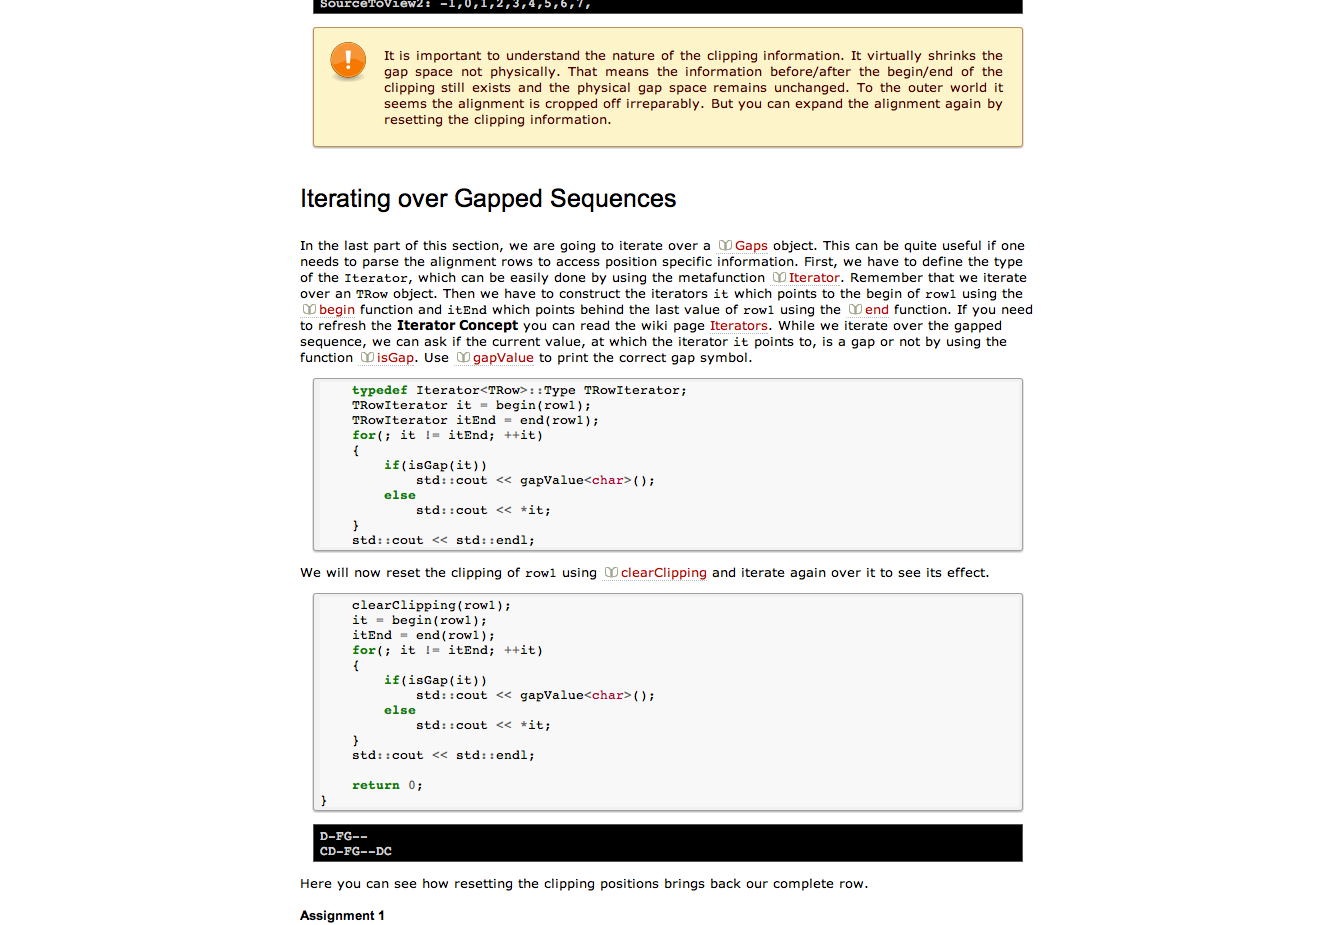 SourceToView2: -1,0,1,2,3,4,5,6,7,
It is important to understand the nature of the clipping information. It virtually shrinks the
gap space not physically. That means the information before/after the begin/end of the
clipping still exists and the physical gap space remains unchanged. To the outer world it
seems the alignment is cropped off irreparably. But you can expand the alignment again by
resetting the clipping information.
Iterating over Gapped Sequences
In the last part of this section, we are going to iterate over a Gaps object. This can be quite useful if one
needs to parse the alignment rows to access position specific information. First, we have to define the type
of the Iterator, which can be easily done by using the metafunction Iterator. Remember that we iterate
over an TRow object. Then we have to construct the iterators it which points to the begin of row1 using the
begin function and itEnd which points behind the last value of row1 using the end function. If you need
to refresh the Iterator Concept you can read the wiki page Iterators. While we iterate over the gapped
sequence, we can ask if the current value, at which the iterator it points to, is a gap or not by using the
function isGap. Use gapValue to print the correct gap symbol.
typedef Iterator<TRow>::Type TRowIterator;
TRowIterator it = begin(row1);
TRowIterator itEnd = end(row1);
for(; it != itEnd; ++it)
{
if(isGap(it))
std::cout << gapValue<char>();
else
std::cout << *it;
}
std::cout << std::endl;
We will now reset the clipping of row1 using clearClipping and iterate again over it to see its effect.
clearClipping(row1);
it = begin(row1);
itEnd = end(row1);
for(; it != itEnd; ++it)
{
if(isGap(it))
std::cout << gapValue<char>();
else
std::cout << *it;
}
std::cout << std::endl;
return 0;
}
D-FG--
CD-FG--DC
Here you can see how resetting the clipping positions brings back our complete row.
Assignment 1